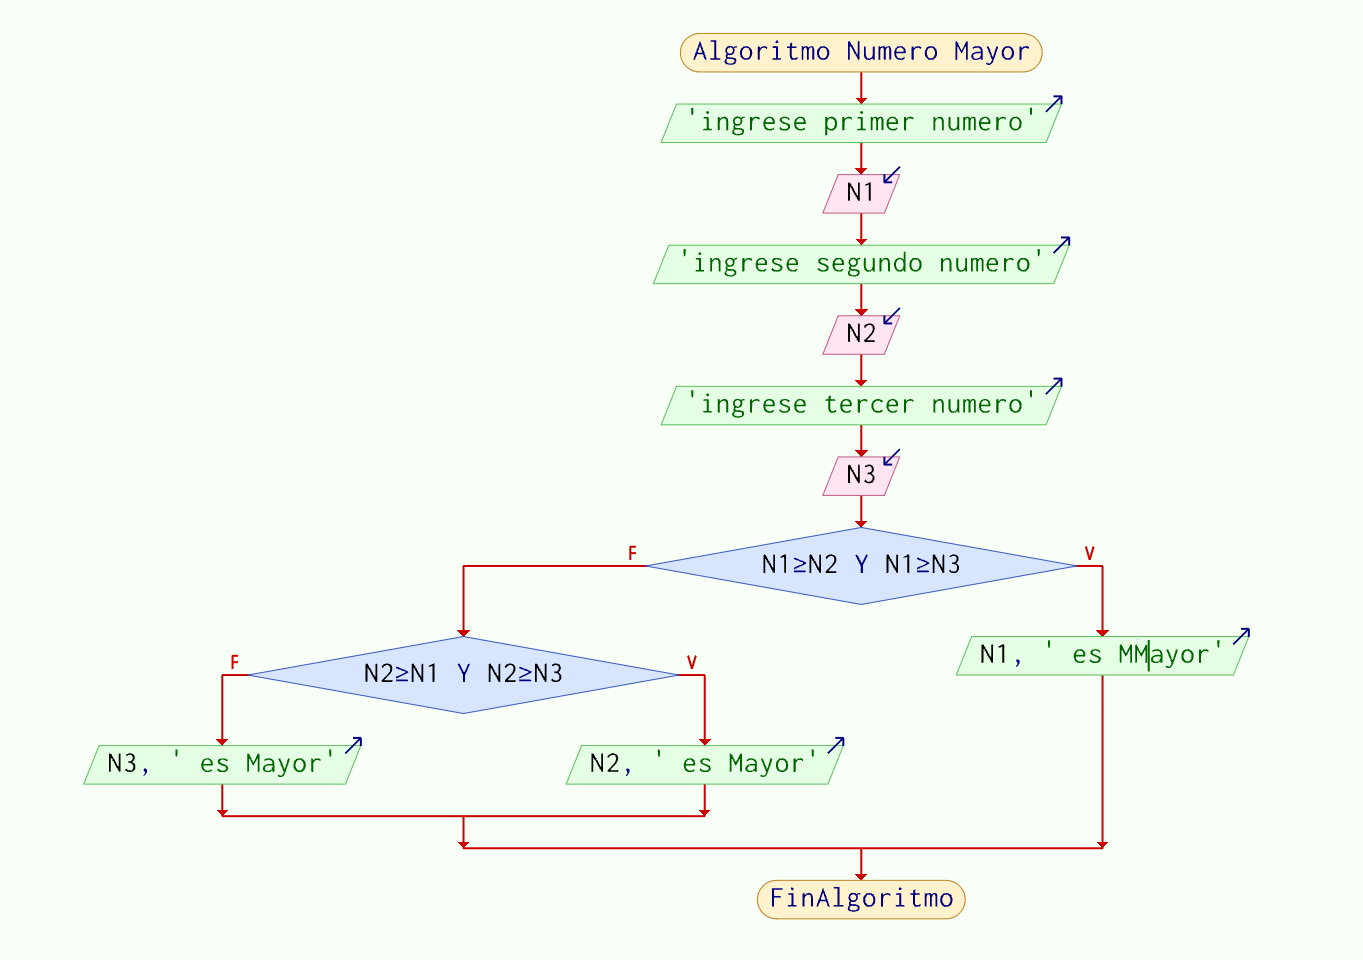 Algoritmo Numero Mayor
'ingrese primer numero'
N1
'ingrese segundo numero'
N2
'ingrese tercer numero'
N3
F
N1≥N2 Y N1≥N3
V
F
N2≥N1 Y N2≥N3
V
N1, ' es MMayor'
N3, ' es Mayor'
N2, ' es Mayor'
FinAlgoritmo